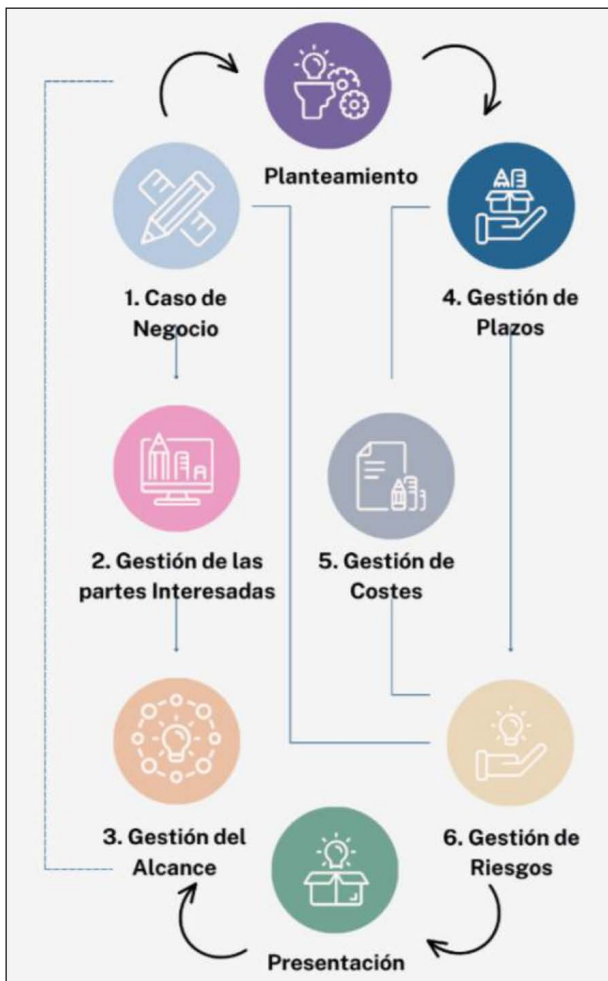 Planteamiento
1. Caso de
Negocio
4. Gestión de
Plazos
2. Gestión de las
partes Interesadas
5. Gestión de
Costes
3. Gestión del
Alcance
6. Gestión de
Riesgos
Presentación